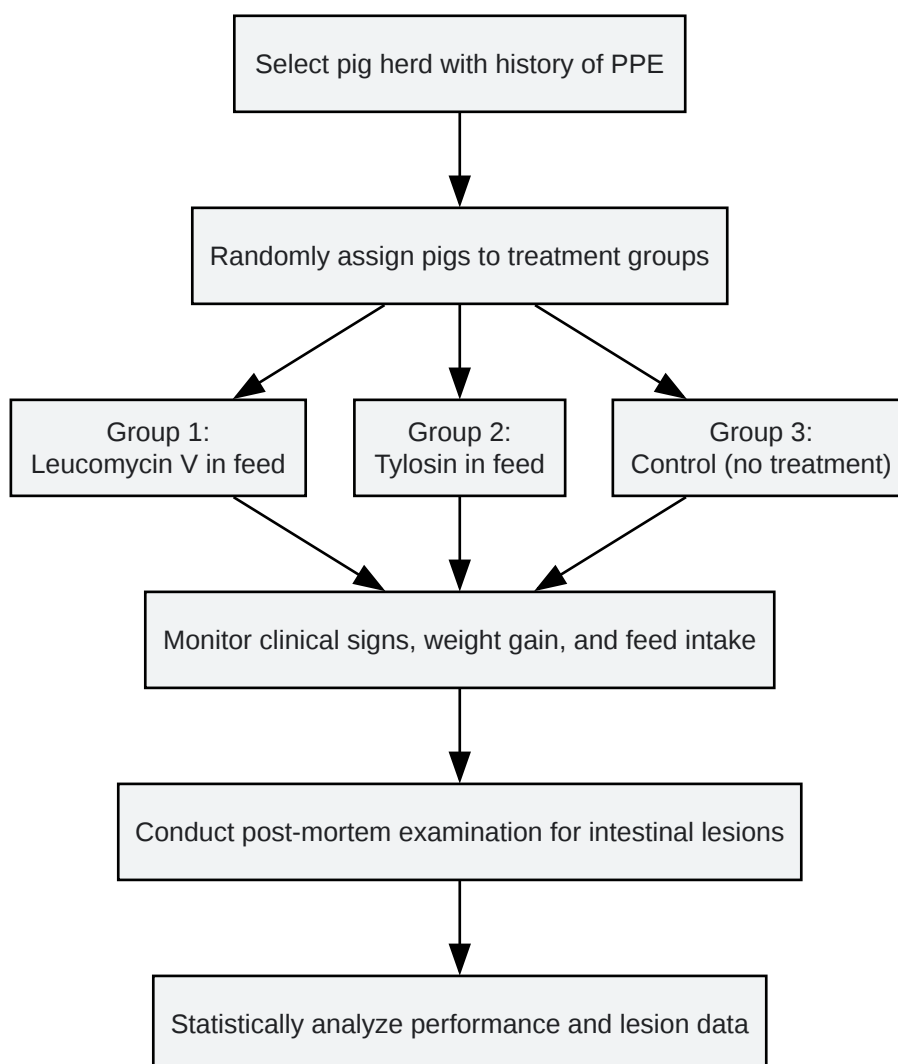 Select pig herd with history of PPE
Randomly assign pigs to treatment groups
Group 1:
Leucomycin V in feed
Group 2:
Tylosin in feed
Group 3:
Control (no treatment)
Monitor clinical signs, weight gain, and feed intake
Conduct post-mortem examination for intestinal lesions
Statistically analyze performance and lesion data